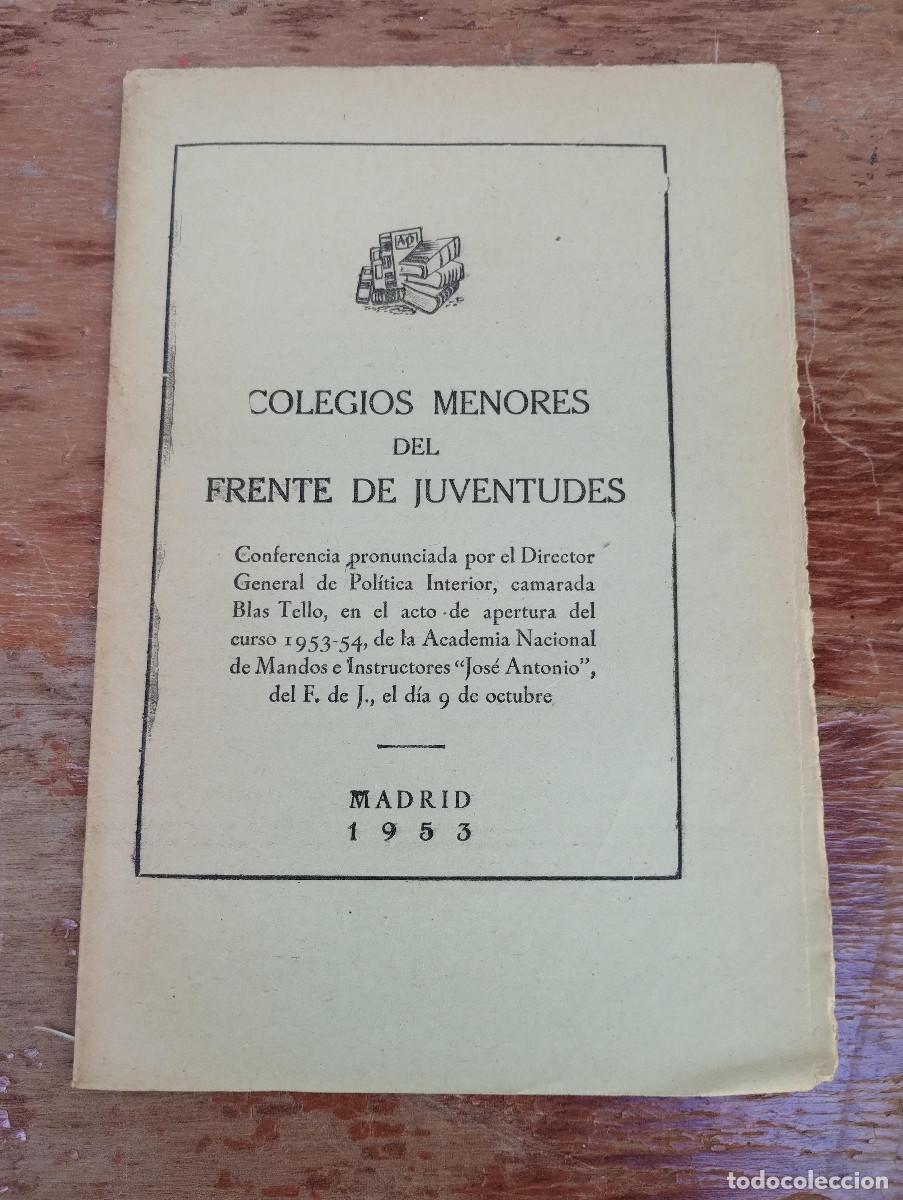 COLEGIOS MENORES
DEL
FRENTE DE JUVENTUDES
Conferencia pronunciada por el Director
General de Política Interior, camarada
Blas Tello, en el acto de apertura del
curso 1953-54, de la Academia Nacional
de Mandos e Instructores “José Antonio”,
del F. de J., el día 9 de octubre
MADRID
1953
todocoleccion